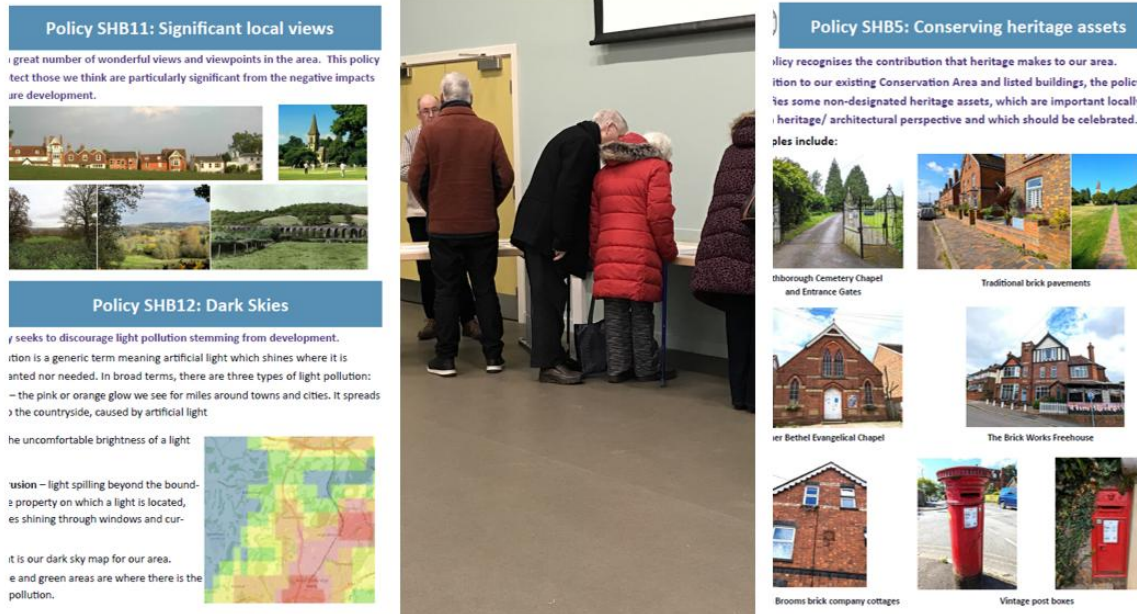 Policy SHB11: Significant local views
great number of wonderful views and viewpoints in the area. This policy
tect those we think are particularly significant from the negative impacts
ure development.
Policy SHB12: Dark Skies
y seeks to discourage light pollution stemming from development.
ution is a generic term meaning artificial light which shines where it is
anted nor needed. In broad terms, there are three types of light pollution:
– the pink or orange glow we see for miles around towns and cities. It spreads
o the countryside, caused by artificial light
he uncomfortable brightness of a light
rusion – light spilling beyond the bound-
e property on which a light is located,
es shining through windows and cur-
it is our dark sky map for our area.
e and green areas are where there is the
pollution.
Policy SHB5: Conserving heritage assets
olicy recognises the contribution that heritage makes to our area.
ition to our existing Conservation Area and listed buildings, the polic
fies some non-designated heritage assets, which are important locally
heritage/ architectural perspective and which should be celebrated.
ples include:
thborough Cemetery Chapel
and Entrance Gates
Traditional brick pavements
er Bethel Evangelical Chapel
The Brick Works Freehouse
Brooms brick company cottages
Vintage post boxes